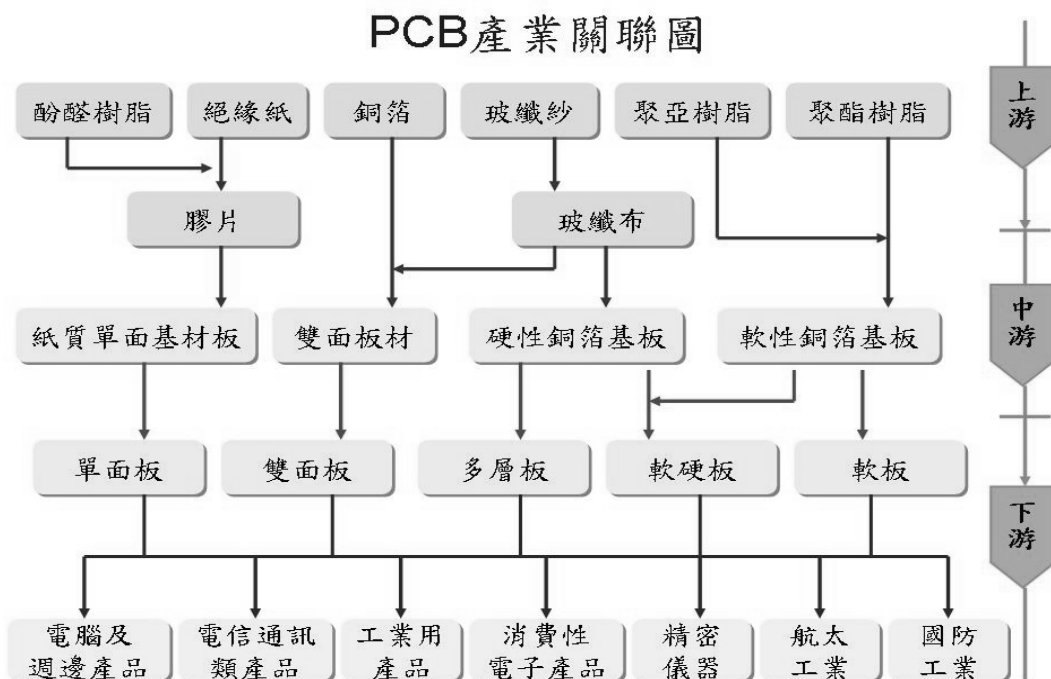 PCB產業關聯圖
酚醛樹脂
絕緣紙
銅箔
玻纖紗
聚亞樹脂
聚酯樹脂
上游
膠片
玻纖布
紙質單面基材板
雙面板材
硬性銅箔基板
軟性銅箔基板
中游
單面板
雙面板
多層板
軟硬板
軟板
下游
電腦及
週邊產品
電信通訊
類產品
工業用
產品
消費性
電子產品
精密
儀器
航太
工業
國防
工業